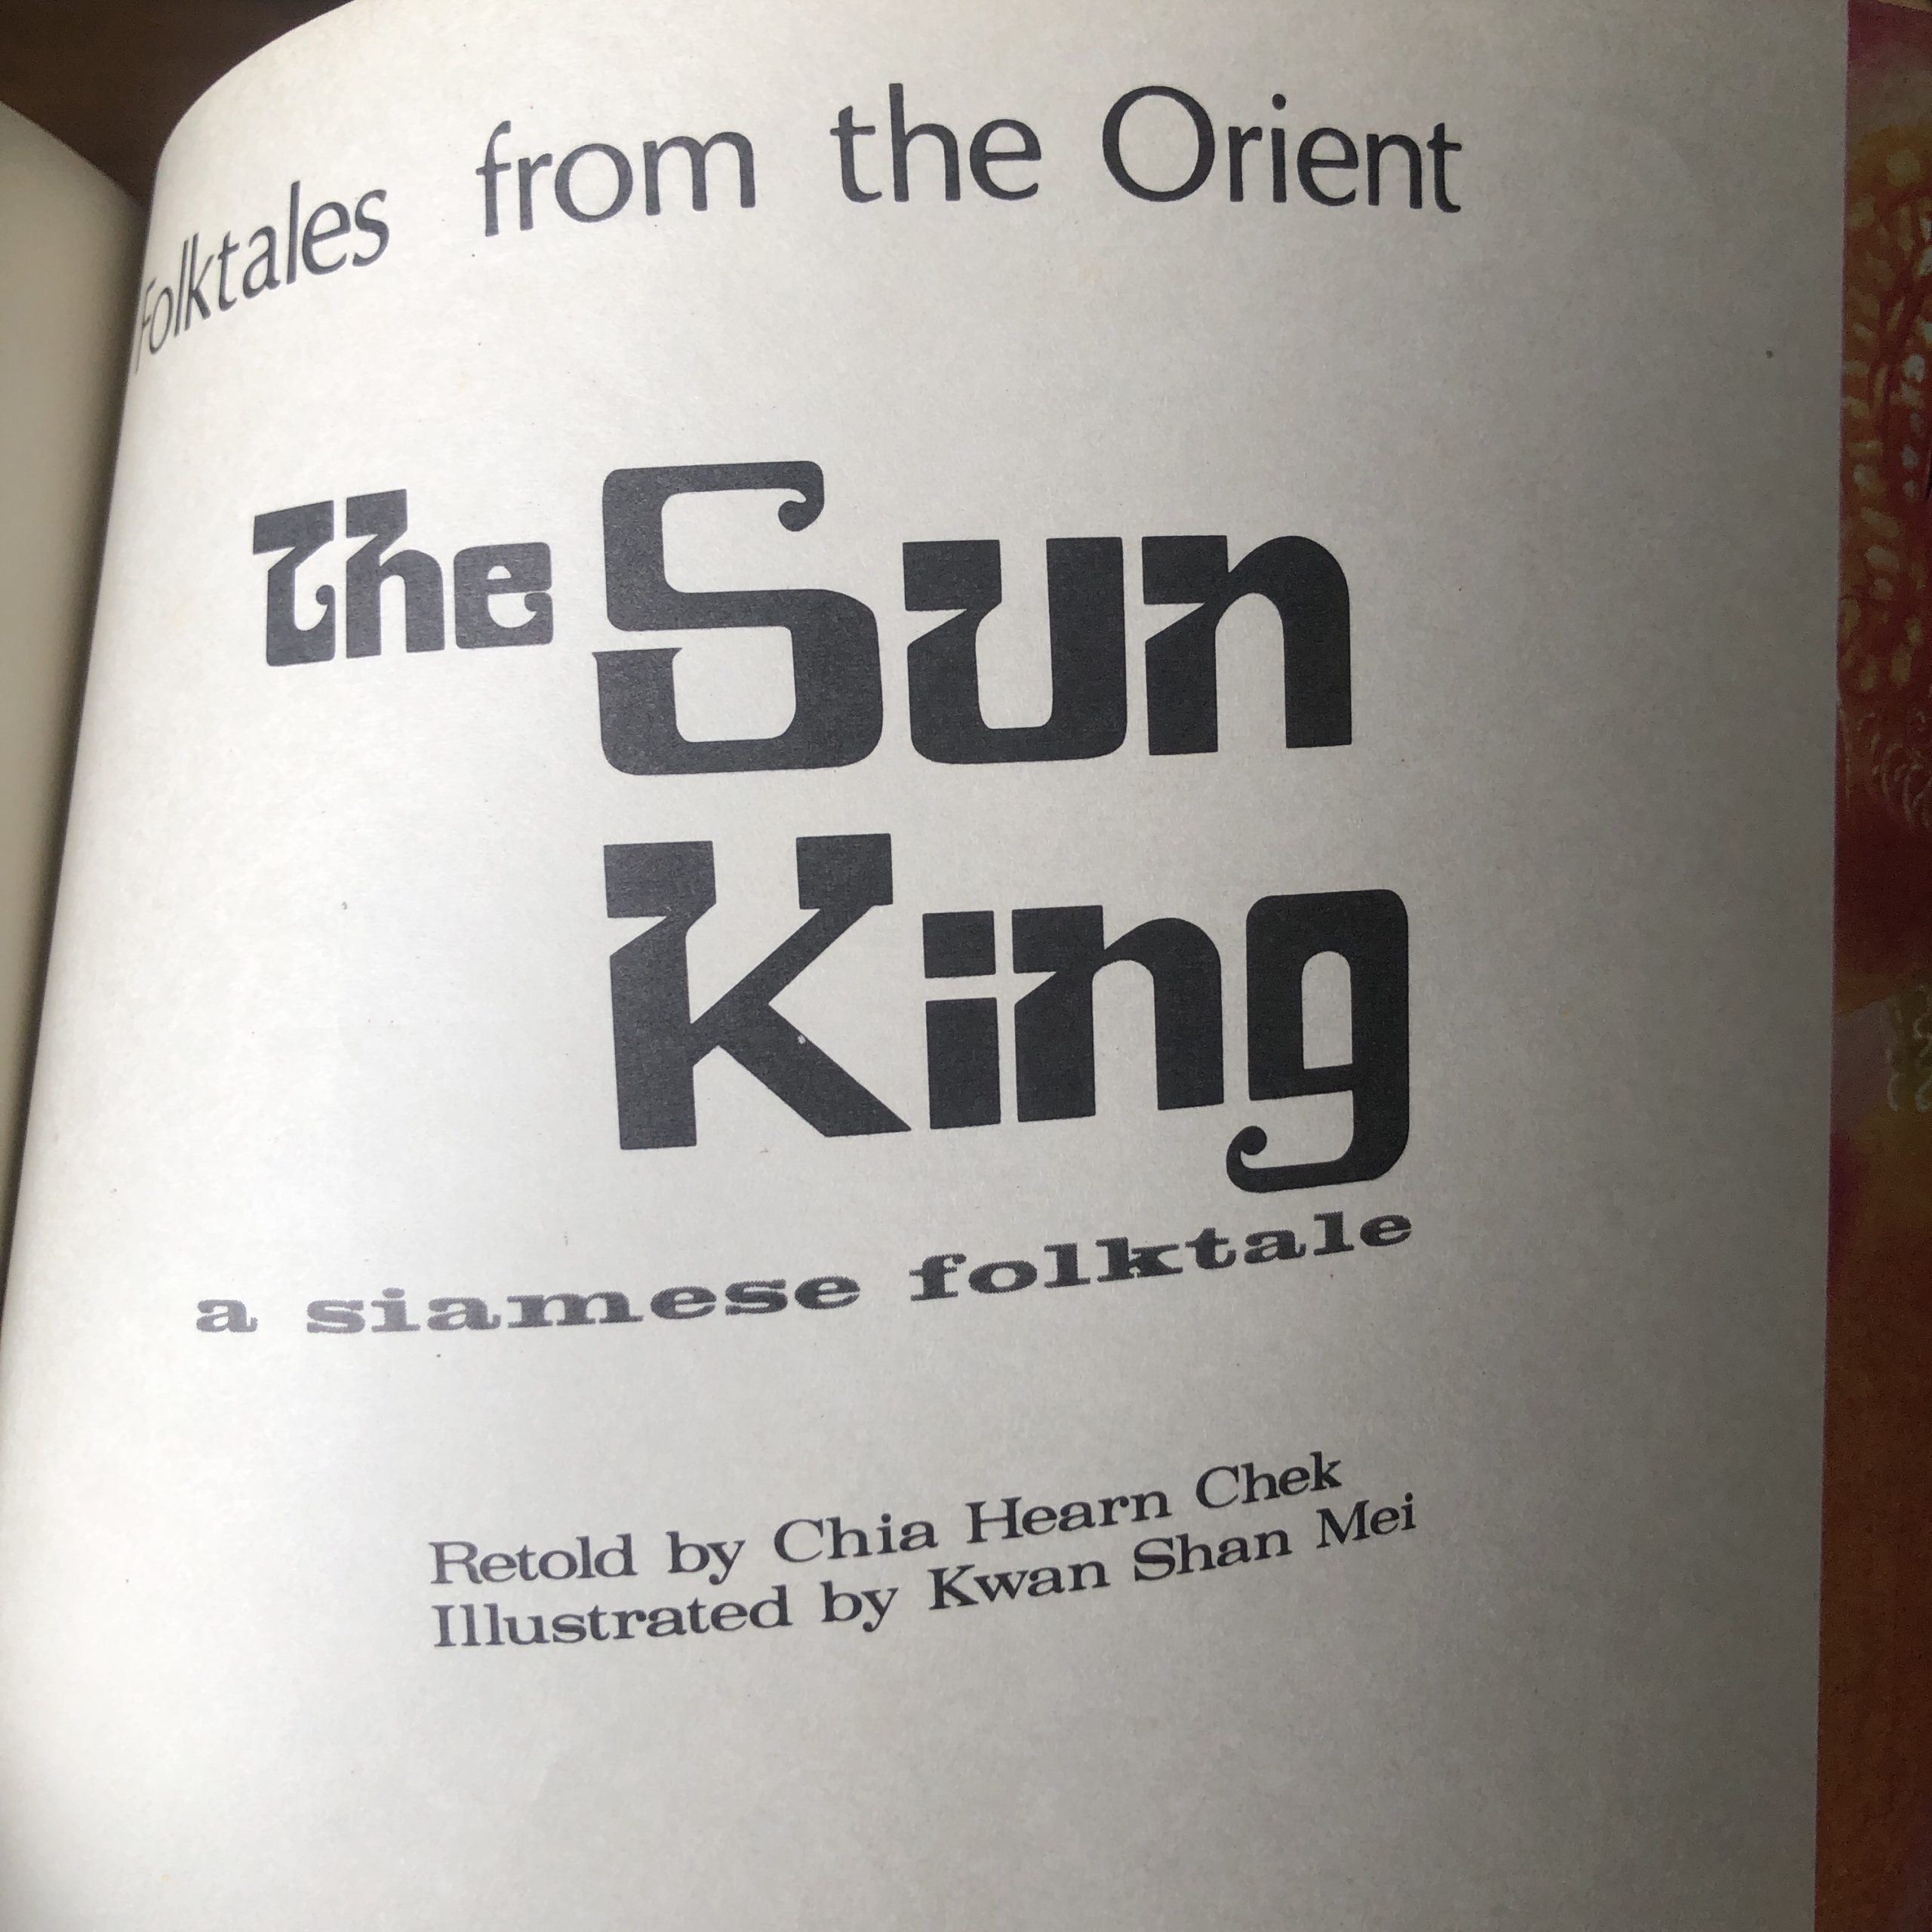 Folktales from the Orient
The Sun
King
a siamese folktale
Retold by Chia Hearn Chek
Illustrated by Kwan Shan Mei